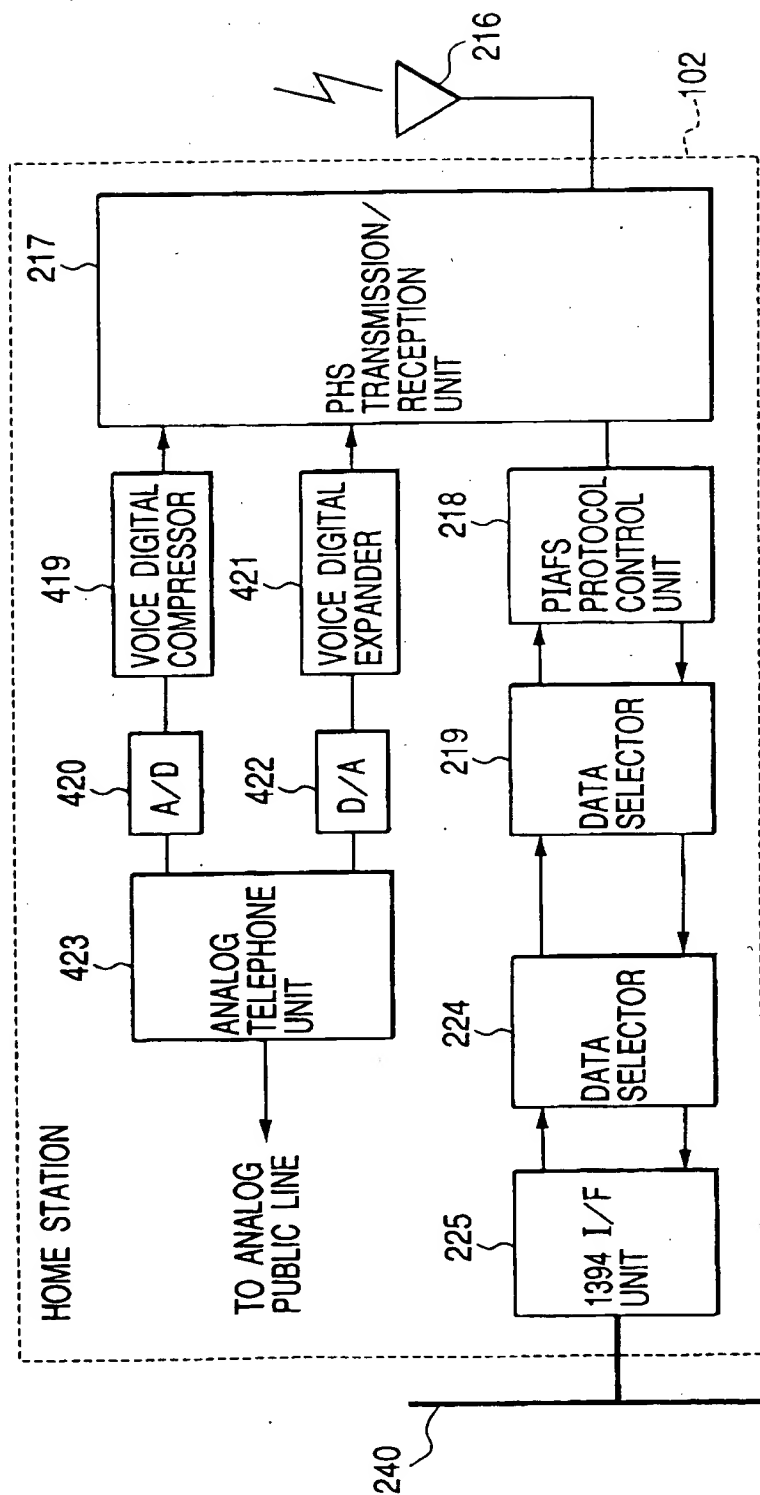 HOME STATION
TO ANALOG
PUBLIC LINE
423
ANALOG
TELEPHONE
UNIT
420
A/D
422
D/A
419
VOICE DIGITAL
COMPRESSOR
421
VOICE DIGITAL
EXPANDER
217
PHS
TRANSMISSION/
RECEPTION
UNIT
216
102
240
225
1394 I/F
UNIT
224
DATA
SELECTOR
219
DATA
SELECTOR
218
PIAFS
PROTOCOL
CONTROL
UNIT